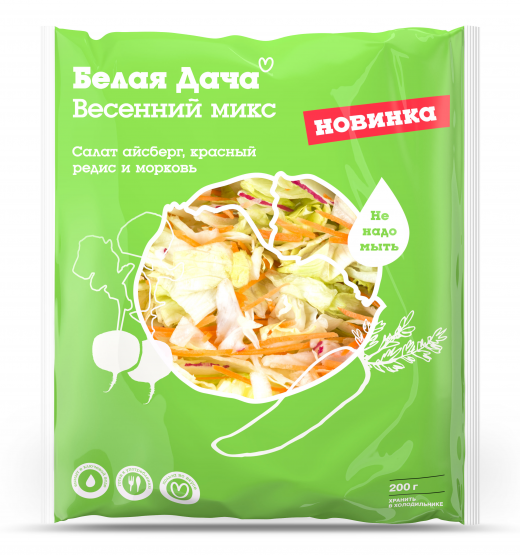 Белая Дача
Весенний микс
НОВИНКА
Салат айсберг, красный
редис и морковь
Не
надо
мыть
200 г
ХРАНИТЬ
В ХОЛОДИЛЬНИКЕ